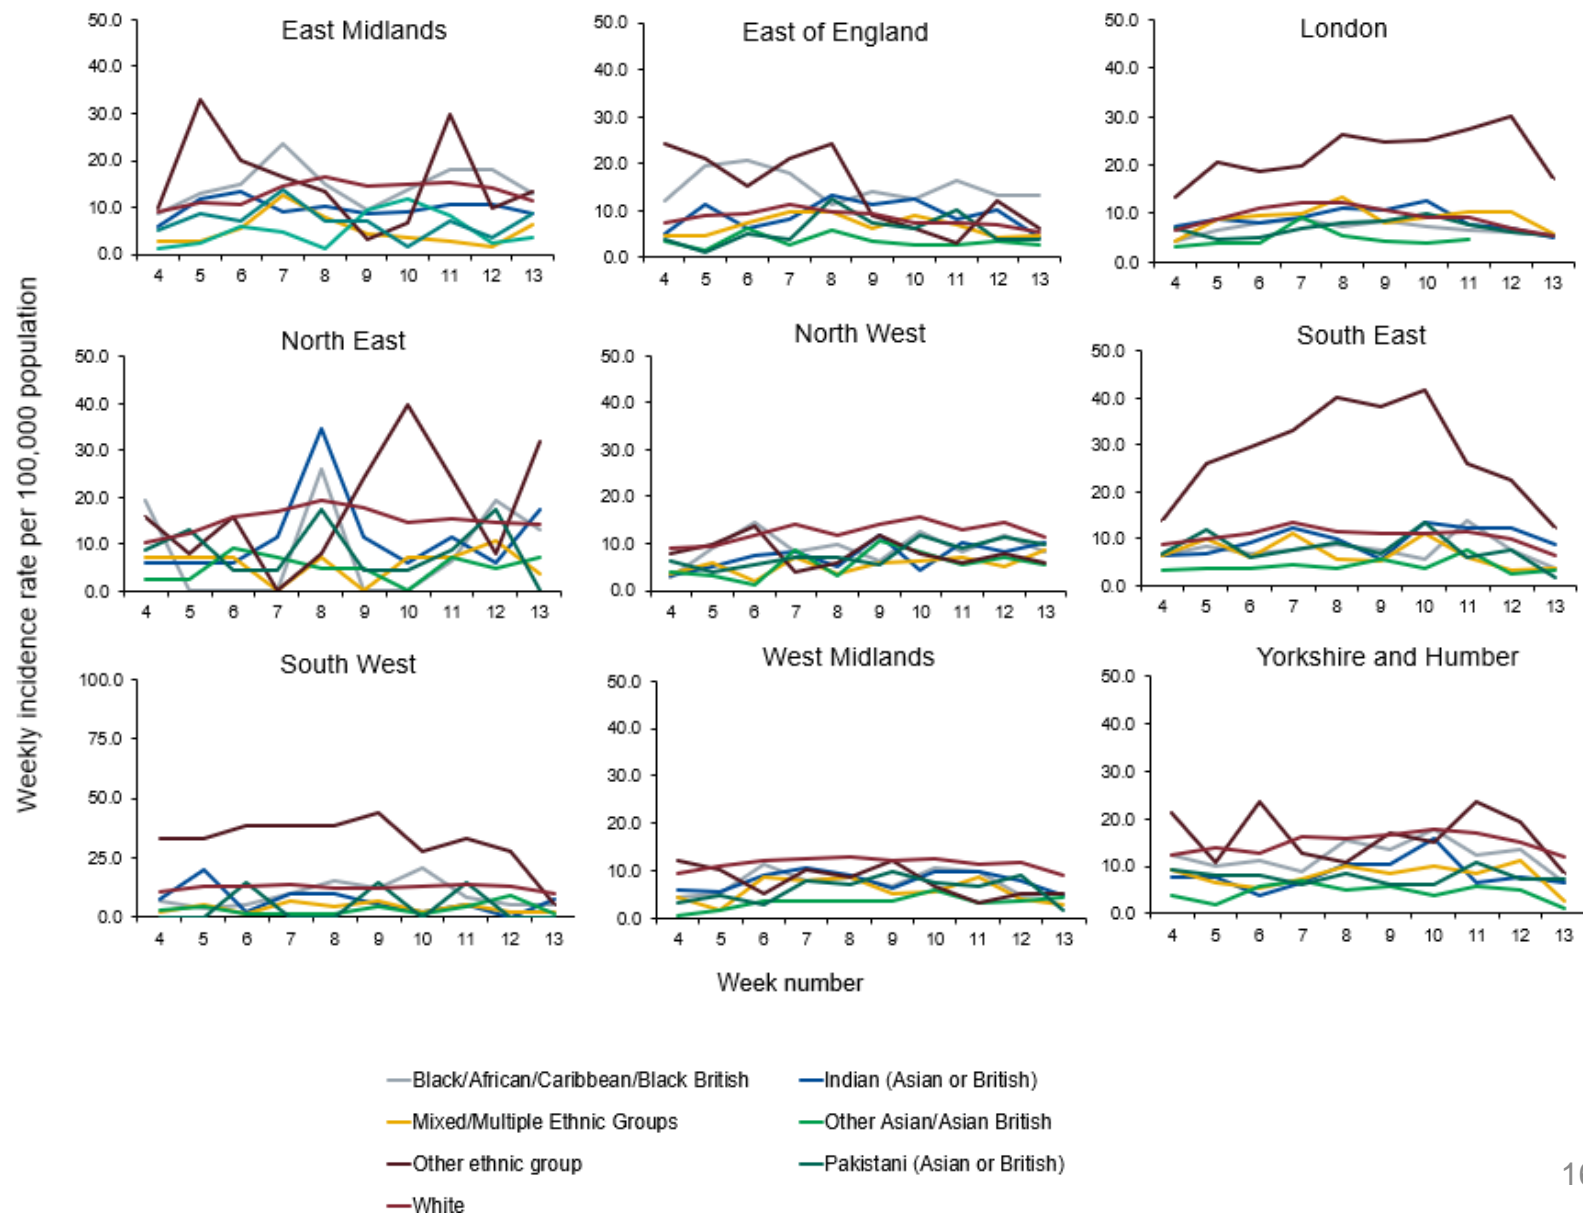 Weekly incidence rate per 100,000 population
East Midlands
50.0
40.0
30.0
20.0
10.0
0.0
4 5 6 7 8 9 10 11 12 13
East of England
50.0
40.0
30.0
20.0
10.0
0.0
4 5 6 7 8 9 10 11 12 13
London
50.0
40.0
30.0
20.0
10.0
0.0
4 5 6 7 8 9 10 11 12 13
North East
50.0
40.0
30.0
20.0
10.0
0.0
4 5 6 7 8 9 10 11 12 13
North West
50.0
40.0
30.0
20.0
10.0
0.0
4 5 6 7 8 9 10 11 12 13
South East
50.0
40.0
30.0
20.0
10.0
0.0
4 5 6 7 8 9 10 11 12 13
South West
100.0
75.0
50.0
25.0
0.0
4 5 6 7 8 9 10 11 12 13
West Midlands
50.0
40.0
30.0
20.0
10.0
0.0
4 5 6 7 8 9 10 11 12 13
Yorkshire and Humber
50.0
40.0
30.0
20.0
10.0
0.0
4 5 6 7 8 9 10 11 12 13
Week number
Black/African/Caribbean/Black British
Indian (Asian or British)
Mixed/Multiple Ethnic Groups
Other Asian/Asian British
Other ethnic group
Pakistani (Asian or British)
White